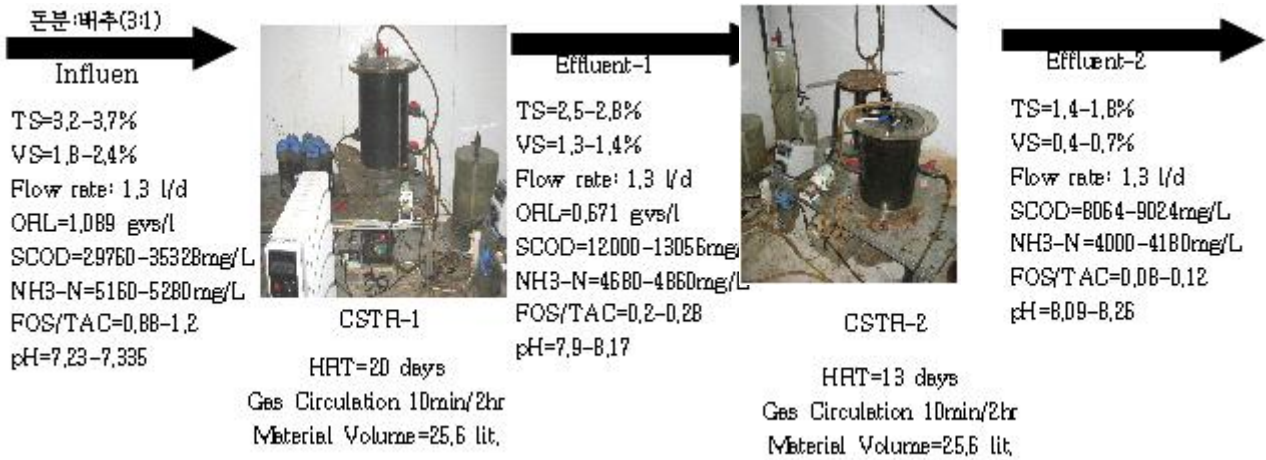 돈분:배추(3:1)
Influen
TS=3,2-3,7%
VS=1,8-2,4%
Flow rate: 1,3 l/d
ORL=1,089 gvs/l
SCOD=29760-35328mg/L
NH3-N=5160-5280mg/L
FOS/TAC=0,88-1,2
pH=7,23-7,335
CSTR-1
HRT=20 days
Gas Circulation 10min/2hr
Material Volume=25,6 lit,
Effluent-1
TS=2,5-2,8%
VS=1,3-1,4%
Flow rate: 1,3 l/d
ORL=0,671 gvs/l
SCOD=12000-13056mg/
NH3-N=4680-4860mg/L
FOS/TAC=0,2-0,28
pH=7,9-8,17
CSTR-2
HRT=13 days
Gas Circulation 10min/2hr
Material Volume=25,6 lit,
Effluent-2
TS=1,4-1,8%
VS=0,4-0,7%
Flow rate: 1,3 l/d
SCOD=8064-9024mg/L
NH3-N=4000-4180mg/L
FOS/TAC=0,08-0,12
pH=8,09-8,26